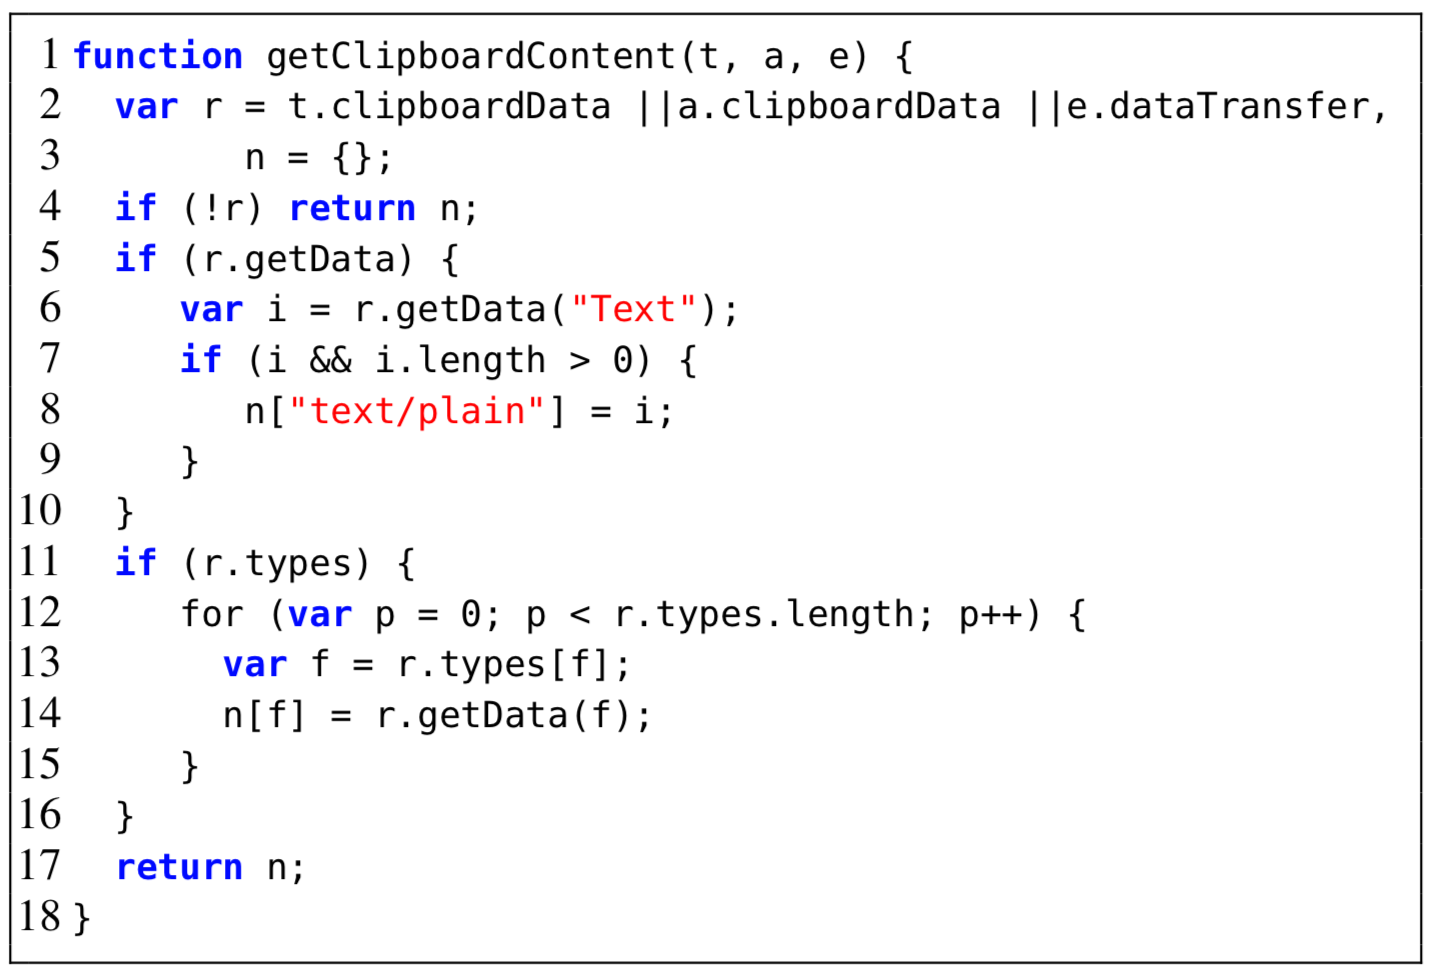 1 function getClipboardContent(t, a, e) {
2 var r = t.clipboardData ||a.clipboardData ||e.dataTransfer,
3 n = {};
4 if (!r) return n;
5 if (r.getData) {
6 var i = r.getData("Text");
7 if (i && i.length > 0) {
8 n["text/plain"] = i;
9 }
10 }
11 if (r.types) {
12 for (var p = 0; p < r.types.length; p++) {
13 var f = r.types[f];
14 n[f] = r.getData(f);
15 }
16 }
17 return n;
18 }